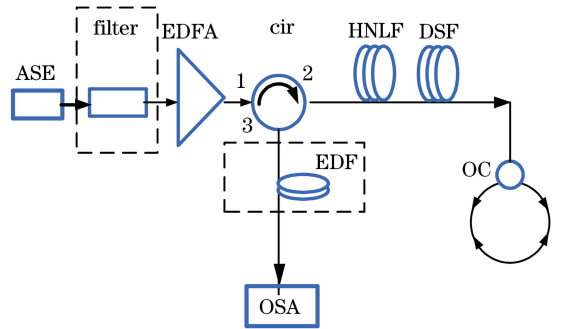 filter
EDFA
cir
HNLF
DSF
ASE
1
2
3
EDF
OC
OSA